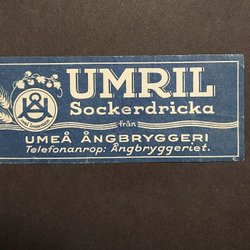 UMRIL
Sockerdricka
från
UMEÅ ÅNGBRYGGERI
Telefonanrop: Ångbryggeriet.